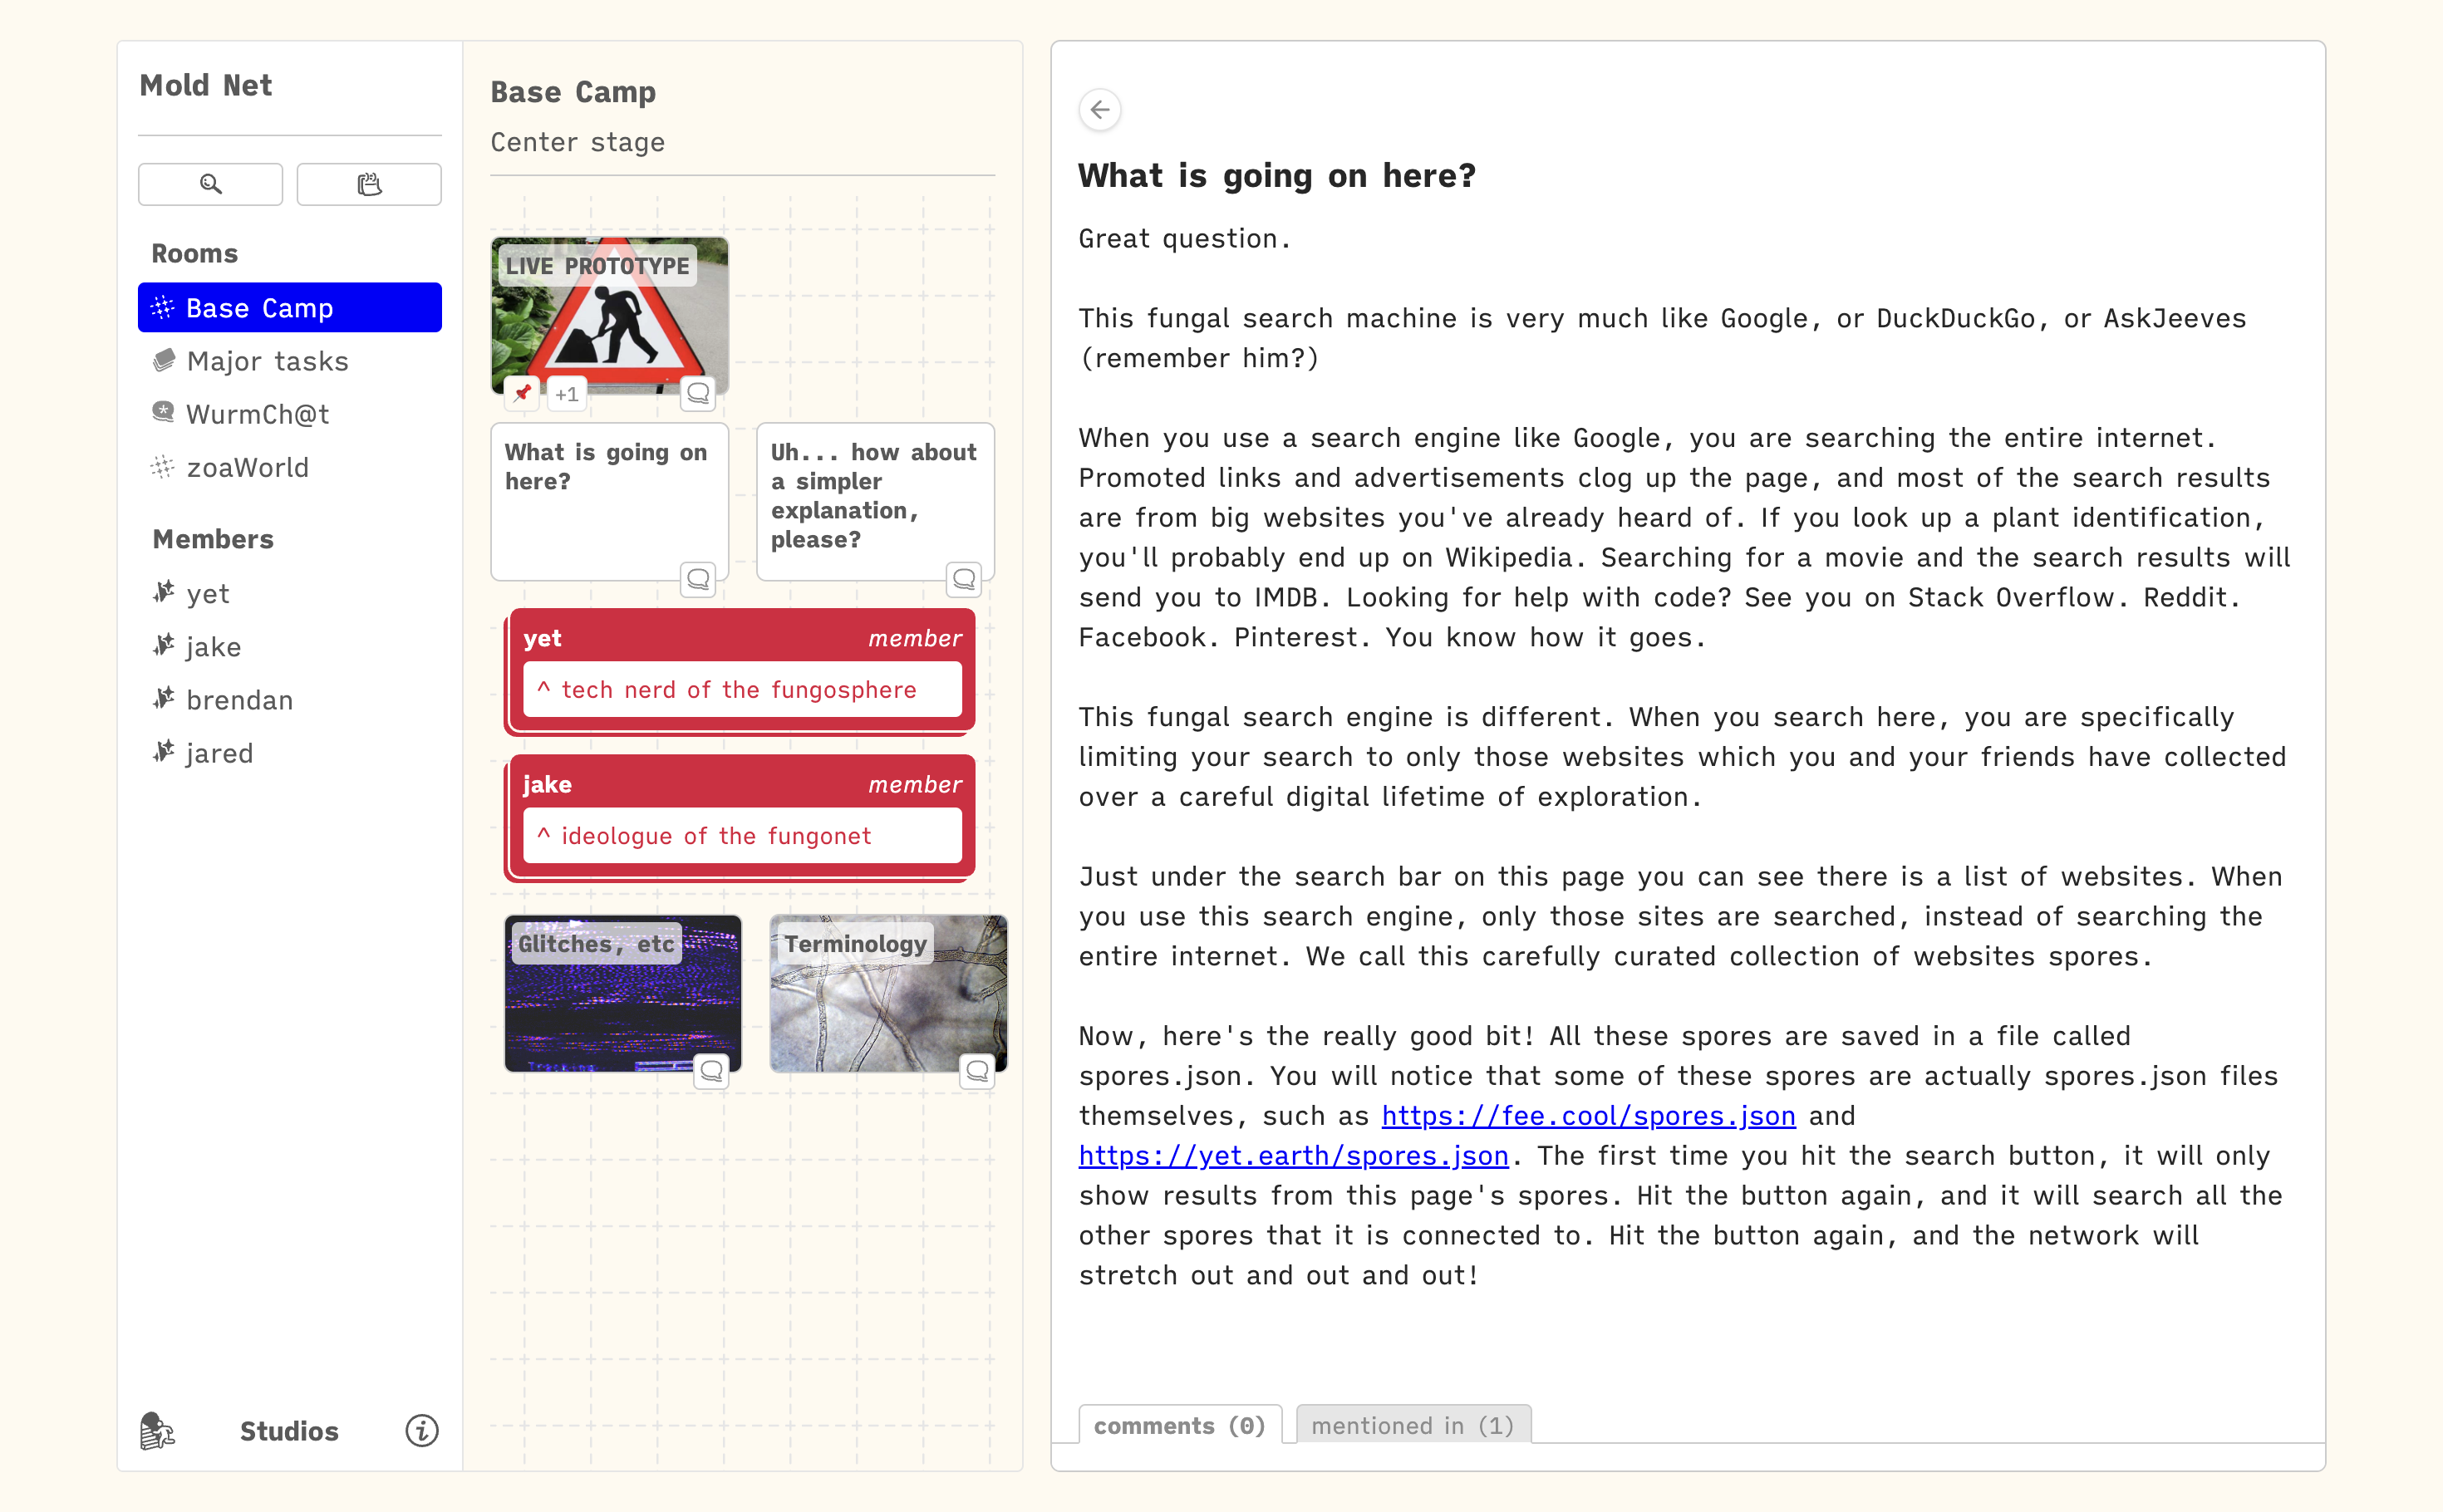 Mold Net
Rooms
Base Camp
Major tasks
WurmCh@t
zoaWorld
Members
yet
jake
brendan
jared
Studios
Base Camp
Center stage
LIVE PROTOTYPE
+1
What is going on
here?
Uh... how about
a simpler
explanation,
please?
yet member
^ tech nerd of the fungosphere
jake member
^ ideologue of the fungonet
Glitches, etc
Terminology
What is going on here?
Great question.
This fungal search machine is very much like Google, or DuckDuckGo, or AskJeeves
(remember him?)
When you use a search engine like Google, you are searching the entire internet.
Promoted links and advertisements clog up the page, and most of the search results
are from big websites you've already heard of. If you look up a plant identification,
you'll probably end up on Wikipedia. Searching for a movie and the search results will
send you to IMDB. Looking for help with code? See you on Stack Overflow. Reddit.
Facebook. Pinterest. You know how it goes.
This fungal search engine is different. When you search here, you are specifically
limiting your search to only those websites which you and your friends have collected
over a careful digital lifetime of exploration.
Just under the search bar on this page you can see there is a list of websites. When
you use this search engine, only those sites are searched, instead of searching the
entire internet. We call this carefully curated collection of websites spores.
Now, here's the really good bit! All these spores are saved in a file called
spores.json. You will notice that some of these spores are actually spores.json files
themselves, such as https://fee.cool/spores.json and
https://yet.earth/spores.json. The first time you hit the search button, it will only
show results from this page's spores. Hit the button again, and it will search all the
other spores that it is connected to. Hit the button again, and the network will
stretch out and out and out!
comments (0)
mentioned in (1)